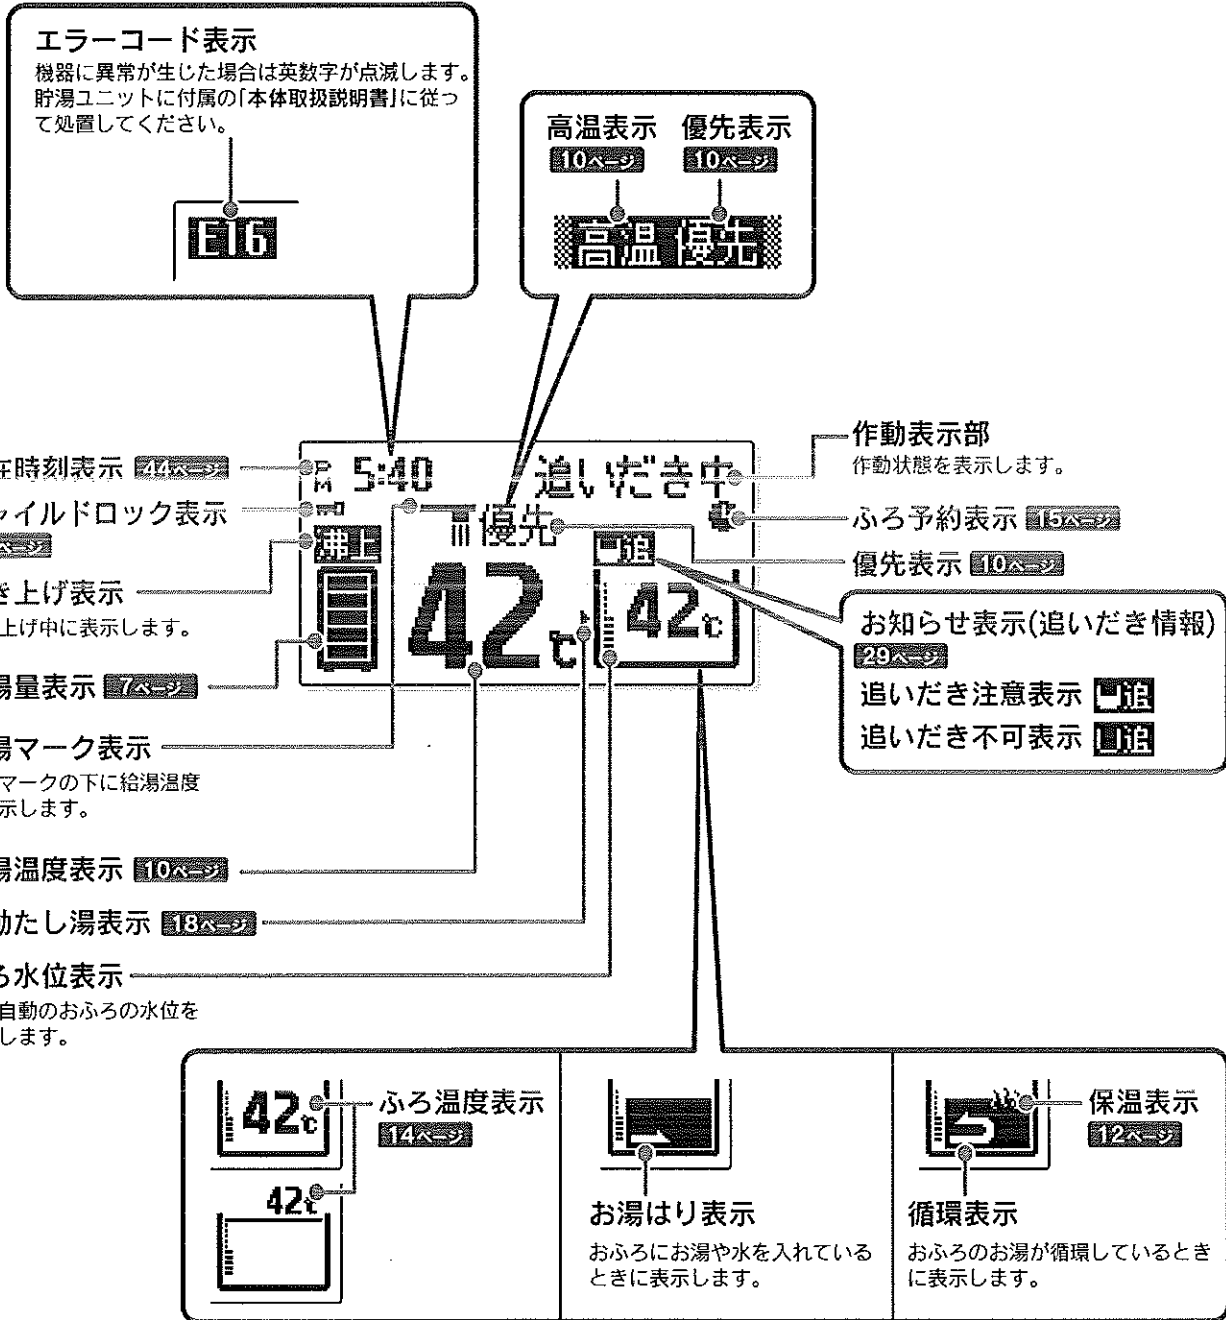 エラーコード表示
機器に異常が生じた場合は英数字が点滅します。
貯湯ユニットに付属の「本体取扱説明書」に従っ
て処置してください。
E16
高温表示 優先表示
10ページ 10ページ
高温 優先
在時刻表示 44ページ
ャイルドロック表示
ページ
き上げ表示
上げ中に表示します。
湯量表示 7ページ
湯マーク表示
マークの下に給湯温度
示します。
湯温度表示 10ページ
動たし湯表示 18ページ
ろ水位表示
自動のおふろの水位を
します。
PM 5:40 追いだき中
優先
沸上
追
42℃
42℃
作動表示部
作動状態を表示します。
ふろ予約表示 15ページ
優先表示 10ページ
お知らせ表示(追いだき情報)
29ページ
追いだき注意表示 追
追いだき不可表示 追
42℃
ふろ温度表示
14ページ
42℃
お湯はり表示
おふろにお湯や水を入れている
ときに表示します。
保温表示
12ページ
循環表示
おふろのお湯が循環しているとき
に表示します。